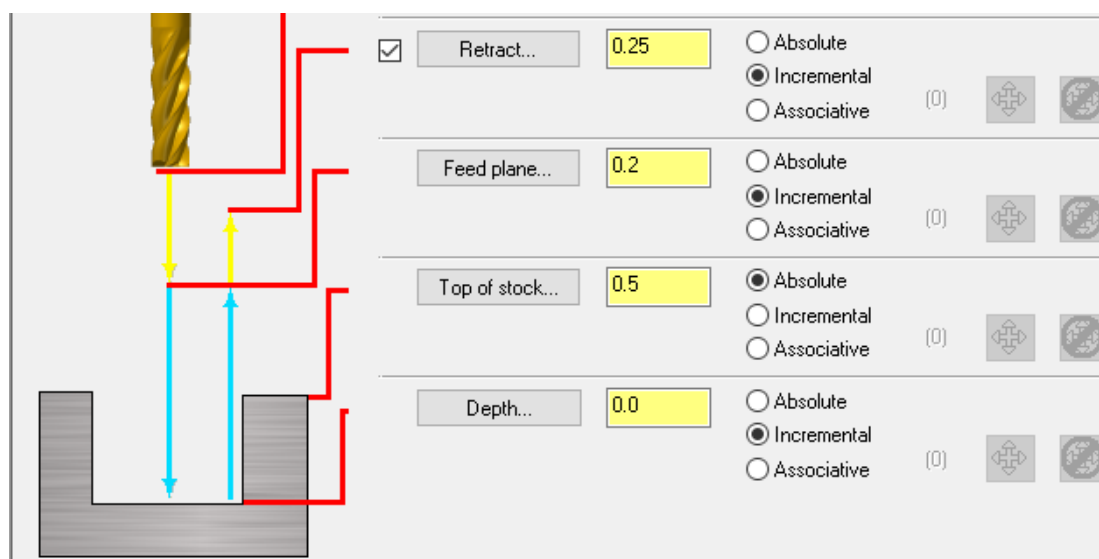 Retract... 0.25 Absolute
Incremental
Associative (0)
Feed plane... 0.2 Absolute
Incremental
Associative (0)
Top of stock... 0.5 Absolute
Incremental
Associative (0)
Depth... 0.0 Absolute
Incremental
Associative (0)